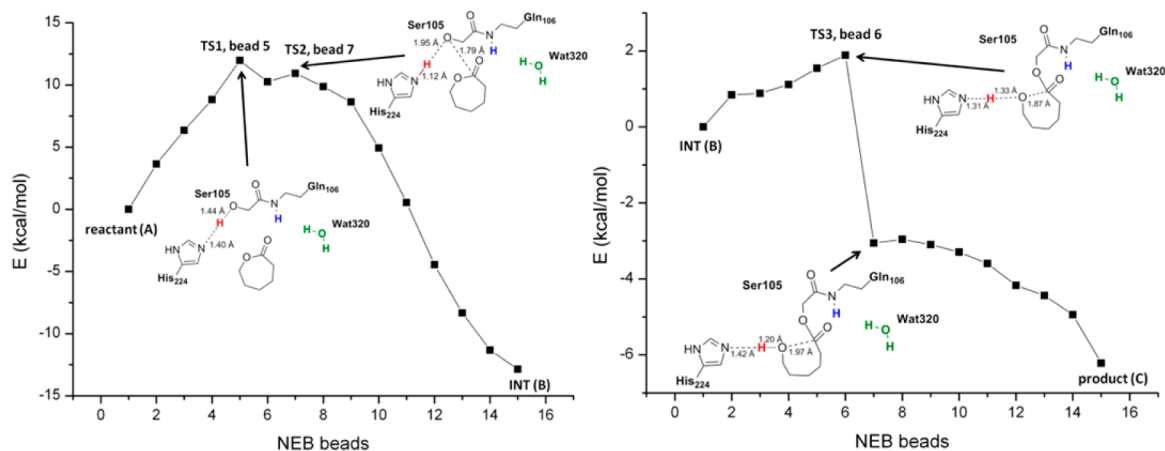 15
10
5
0
-5
-10
-15
E (kcal/mol)
0 2 4 6 8 10 12 14 16
NEB beads
TS1, bead 5
TS2, bead 7
reactant (A)
INT (B)
Ser105
O
Gln106
1.95 Å
O
N
H
1.79 Å
H
1.12 Å
O
O
N
HN
His224
Wat320
H
O
H
Ser105
O
Gln106
1.44 Å
O
N
H
H
1.40 Å
N
HN
His224
O
O
Wat320
H
O
H
2
0
-2
-4
-6
E (kcal/mol)
0 2 4 6 8 10 12 14 16
NEB beads
TS3, bead 6
INT (B)
product (C)
Ser105
O
Gln106
N
O
H
1.33 Å
O
HN
N
H
O
1.31 Å
1.87 Å
His224
Wat320
H
O
H
Ser105
O
Gln106
N
O
H
1.20 Å
O
HN
N
H
O
1.42 Å
1.97 Å
His224
Wat320
H
O
H